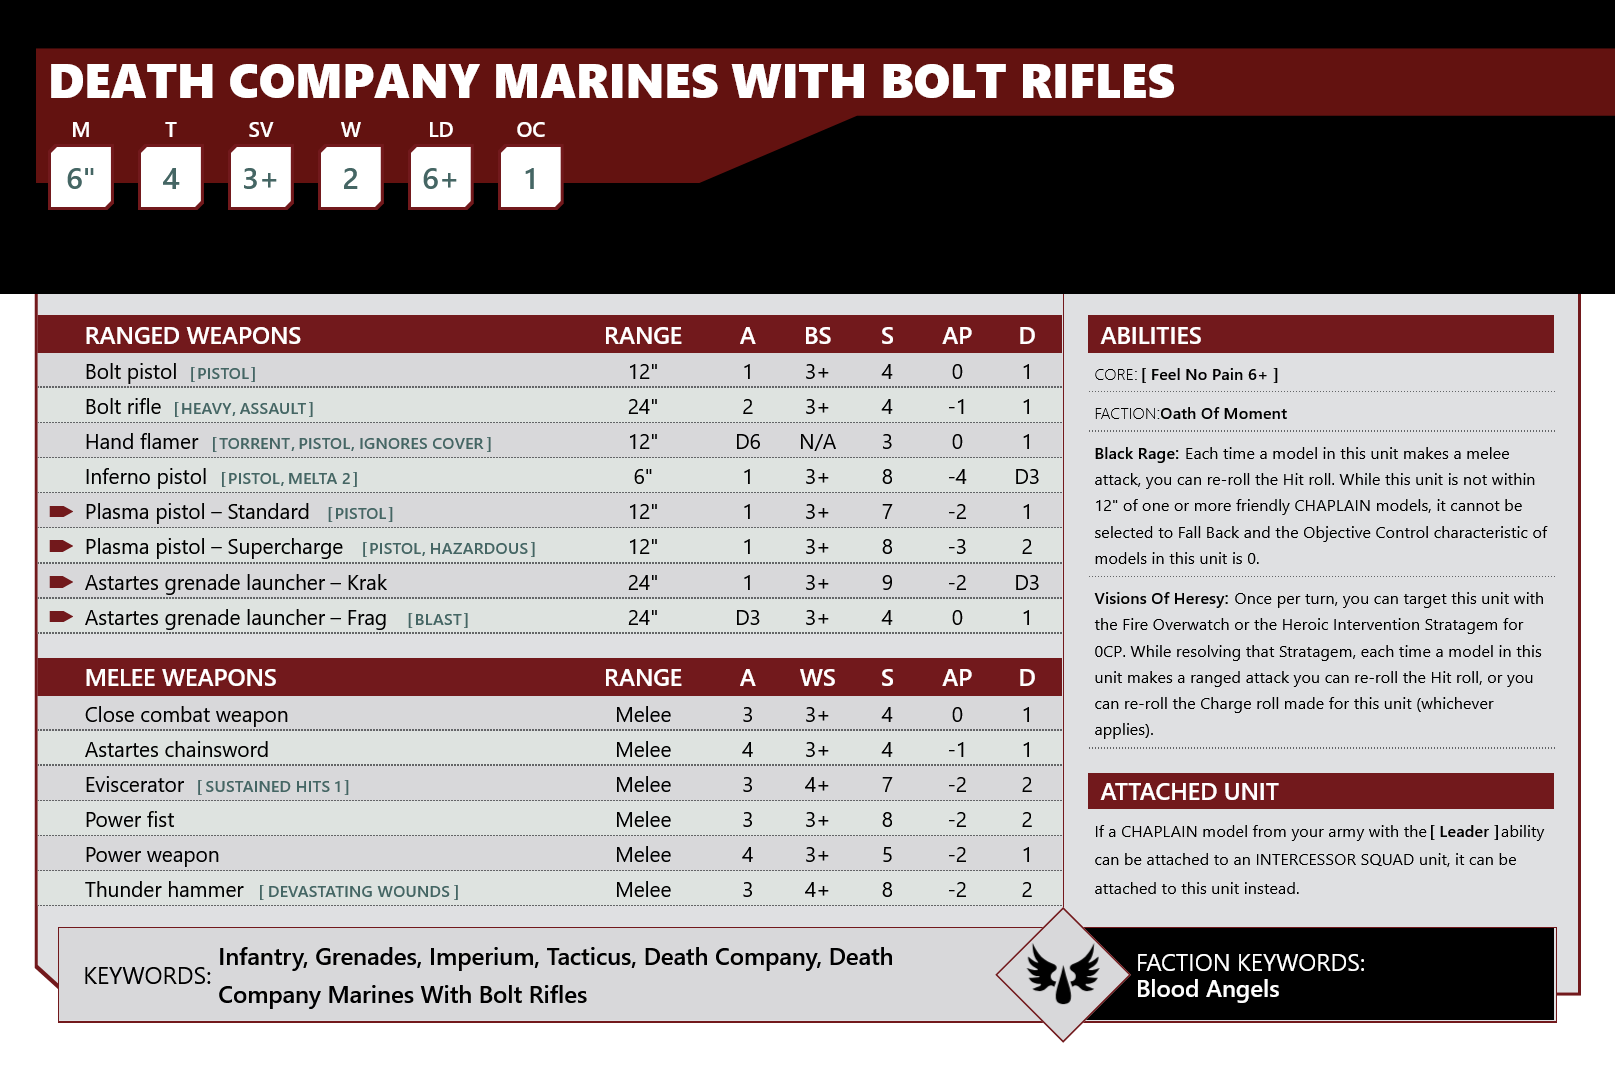 DEATH COMPANY MARINES WITH BOLT RIFLES
M T SV W LD OC
6" 4 3+ 2 6+ 1
RANGED WEAPONS RANGE A BS S AP D
Bolt pistol [PISTOL] 12" 1 3+ 4 0 1
Bolt rifle [HEAVY, ASSAULT] 24" 2 3+ 4 -1 1
Hand flamer [TORRENT, PISTOL, IGNORES COVER] 12" D6 N/A 3 0 1
Inferno pistol [PISTOL, MELTA 2] 6" 1 3+ 8 -4 D3
Plasma pistol – Standard [PISTOL] 12" 1 3+ 7 -2 1
Plasma pistol – Supercharge [PISTOL, HAZARDOUS] 12" 1 3+ 8 -3 2
Astartes grenade launcher – Krak 24" 1 3+ 9 -2 D3
Astartes grenade launcher – Frag [BLAST] 24" D3 3+ 4 0 1
MELEE WEAPONS RANGE A WS S AP D
Close combat weapon Melee 3 3+ 4 0 1
Astartes chainsword Melee 4 3+ 4 -1 1
Eviscerator [SUSTAINED HITS 1] Melee 3 4+ 7 -2 2
Power fist Melee 3 3+ 8 -2 2
Power weapon Melee 4 3+ 5 -2 1
Thunder hammer [DEVASTATING WOUNDS] Melee 3 4+ 8 -2 2
ABILITIES
CORE: [ Feel No Pain 6+ ]
FACTION:Oath Of Moment
Black Rage: Each time a model in this unit makes a melee
attack, you can re-roll the Hit roll. While this unit is not within
12" of one or more friendly CHAPLAIN models, it cannot be
selected to Fall Back and the Objective Control characteristic of
models in this unit is 0.
Visions Of Heresy: Once per turn, you can target this unit with
the Fire Overwatch or the Heroic Intervention Stratagem for
0CP. While resolving that Stratagem, each time a model in this
unit makes a ranged attack you can re-roll the Hit roll, or you
can re-roll the Charge roll made for this unit (whichever
applies).
ATTACHED UNIT
If a CHAPLAIN model from your army with the [ Leader ]ability
can be attached to an INTERCESSOR SQUAD unit, it can be
attached to this unit instead.
KEYWORDS: Infantry, Grenades, Imperium, Tacticus, Death Company, Death
Company Marines With Bolt Rifles
FACTION KEYWORDS:
Blood Angels